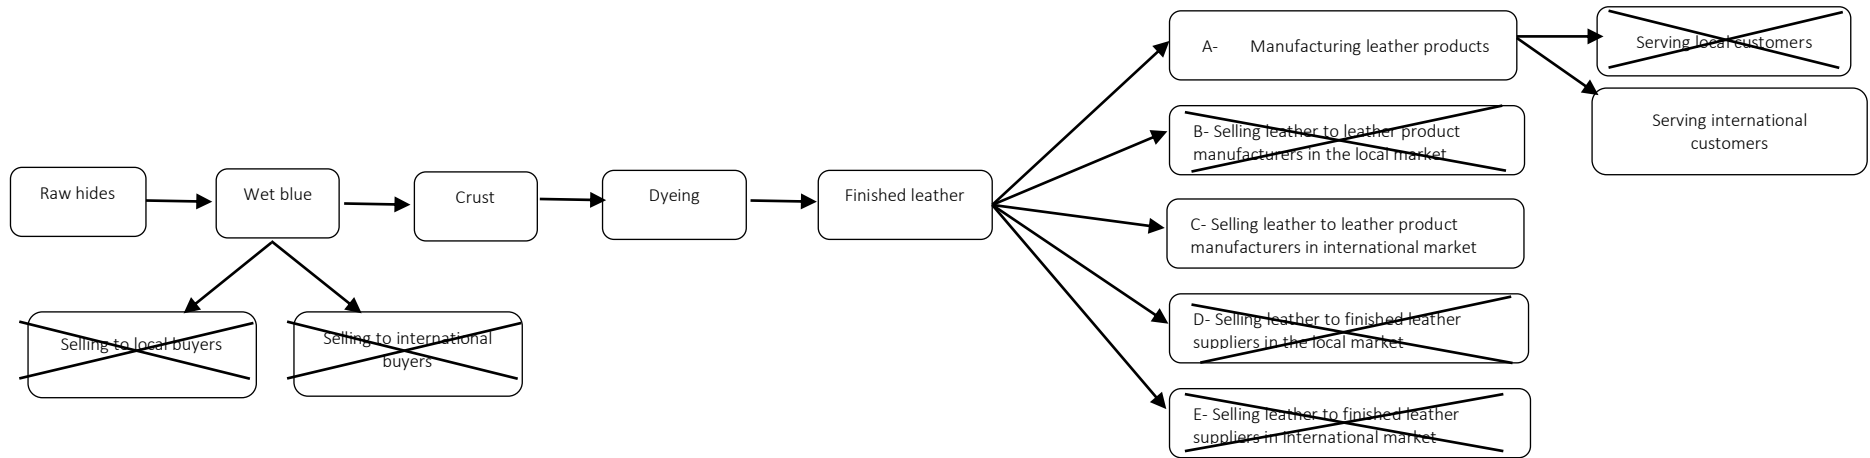 A- Manufacturing leather products
Serving local customers
Serving international
customers
B- Selling leather to leather product
manufacturers in the local market
Raw hides
Wet blue
Crust
Dyeing
Finished leather
C- Selling leather to leather product
manufacturers in international market
Selling to local buyers
Selling to international
buyers
D- Selling leather to finished leather
suppliers in the local market
E- Selling leather to finished leather
suppliers in international market